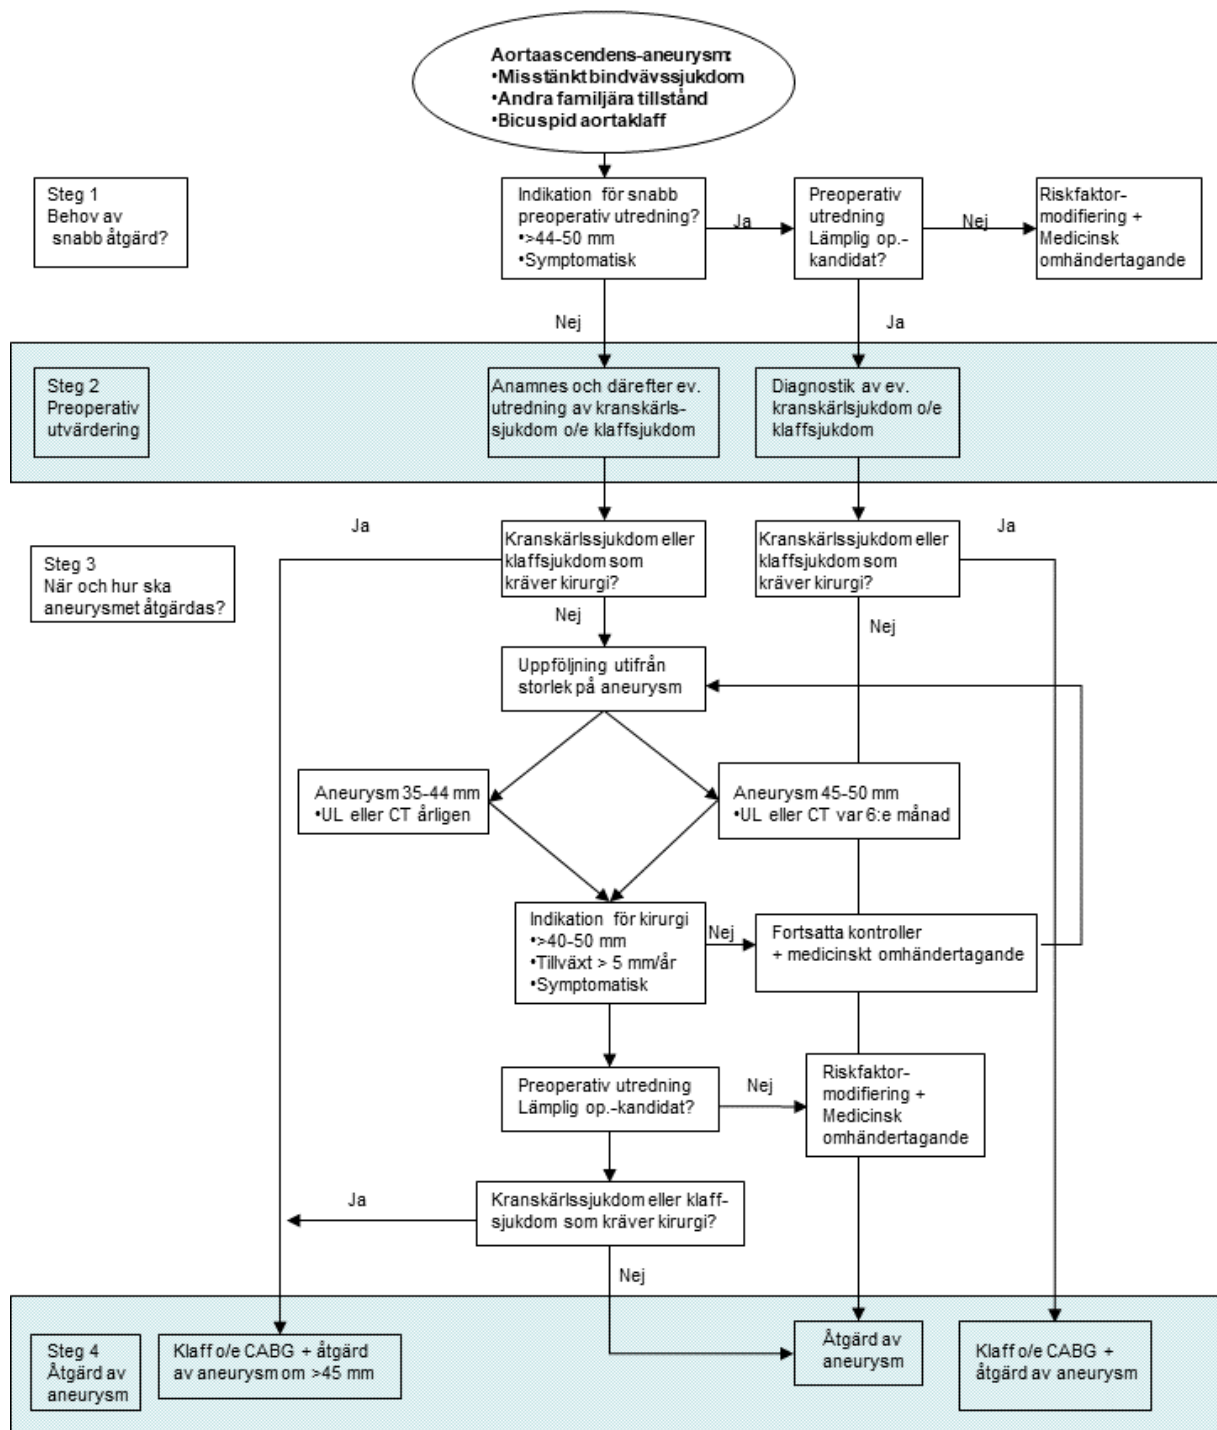 Aortaascendens-aneurysm:
•Misstänkt bindvävssjukdom
•Andra familjära tillstånd
•Bicuspid aortaklaff
Steg 1
Behov av
snabb åtgärd?
Indikation för snabb
preoperativ utredning?
•>44-50 mm
•Symptomatisk
Ja
Preoperativ
utredning
Lämplig op.-
kandidat?
Nej
Riskfaktor-
modifiering +
Medicinsk
omhändertagande
Nej
Ja
Steg 2
Preoperativ
utvärdering
Anamnes och därefter ev.
utredning av kranskärls-
sjukdom o/e klaffsjukdom
Diagnostik av ev.
kranskärlsjukdom o/e
klaffsjukdom
Ja
Kranskärlssjukdom eller
klaffsjukdom som
kräver kirurgi?
Kranskärlssjukdom eller
klaffsjukdom som
kräver kirurgi?
Ja
Steg 3
När och hur ska
aneurysmet åtgärdas?
Nej
Nej
Uppföljning utifrån
storlek på aneurysm
Aneurysm 35-44 mm
•UL eller CT årligen
Aneurysm 45-50 mm
•UL eller CT var 6:e månad
Indikation för kirurgi
•>40-50 mm
•Tillväxt > 5 mm/år
•Symptomatisk
Nej
Fortsatta kontroller
+ medicinskt omhändertagande
Preoperativ utredning
Lämplig op.-kandidat?
Nej
Riskfaktor-
modifiering +
Medicinsk
omhändertagande
Ja
Kranskärlssjukdom eller klaff-
sjukdom som kräver kirurgi?
Nej
Steg 4
Åtgärd av
aneurysm
Klaff o/e CABG + åtgärd
av aneurysm om >45 mm
Åtgärd av
aneurysm
Klaff o/e CABG +
åtgärd av aneurysm